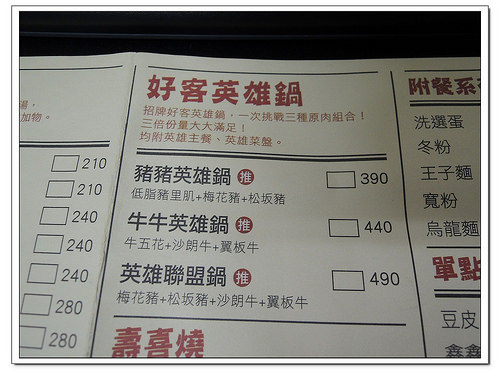 湯，
加物。
210
210
240
240
240
280
280
好客英雄鍋
招牌好客英雄鍋，一次挑戰三種原肉組合！
三倍份量大大滿足！
均附英雄主餐、英雄菜盤。
豬豬英雄鍋 推 390
低脂豬里肌+梅花豬+松坂豬
牛牛英雄鍋 推 440
牛五花+沙朗牛+翼板牛
英雄聯盟鍋 推 490
梅花豬+松坂豬+沙朗牛+翼板牛
壽喜燒
附餐系
洗選蛋
冬粉
王子麵
寬粉
烏龍麵
單點
豆皮
鑫鑫